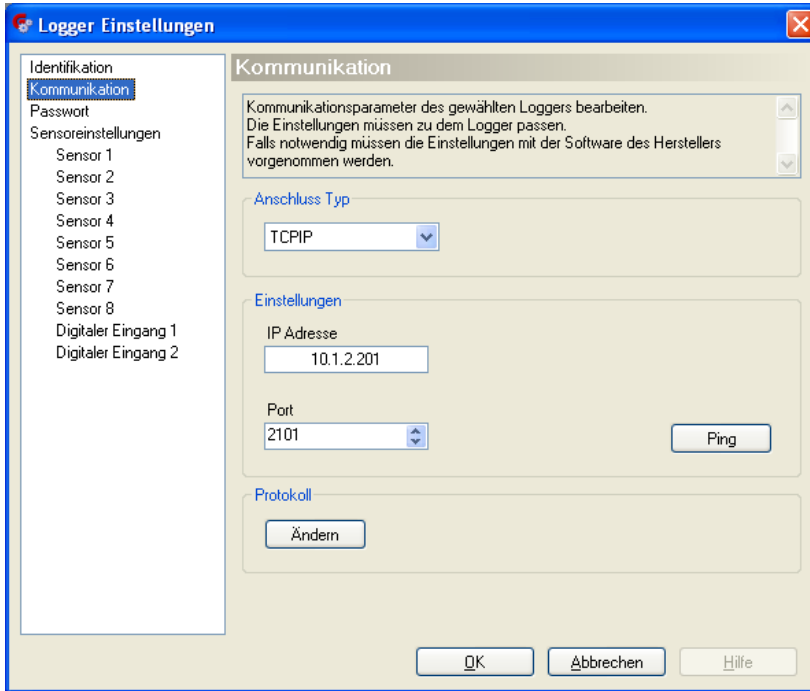 Logger Einstellungen
Identifikation
Kommunikation
Passwort
Sensoreinstellungen
Sensor 1
Sensor 2
Sensor 3
Sensor 4
Sensor 5
Sensor 6
Sensor 7
Sensor 8
Digitaler Eingang 1
Digitaler Eingang 2
Kommunikation
Kommunikationsparameter des gewählten Loggers bearbeiten.
Die Einstellungen müssen zu dem Logger passen.
Falls notwendig müssen die Einstellungen mit der Software des Herstellers
vorgenommen werden.
Anschluss Typ
TCPIP
Einstellungen
IP Adresse
10.1.2.201
Port
2101
Ping
Protokoll
Ändern
OK
Abbrechen
Hilfe